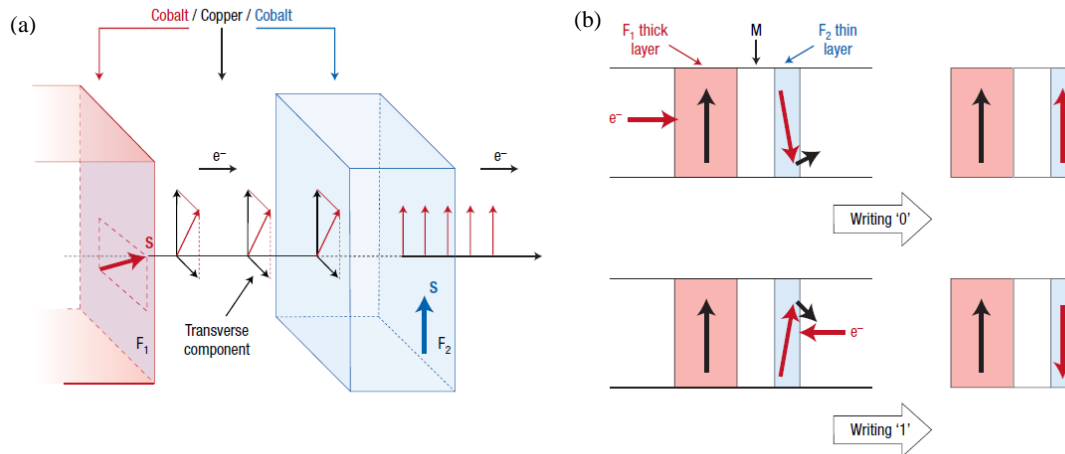 (a)
Cobalt / Copper / Cobalt
e⁻
e⁻
S
S
F₁
F₂
Transverse
component
(b)
F₁ thick
layer
M
F₂ thin
layer
e⁻
Writing ‘0’
e⁻
Writing ‘1’